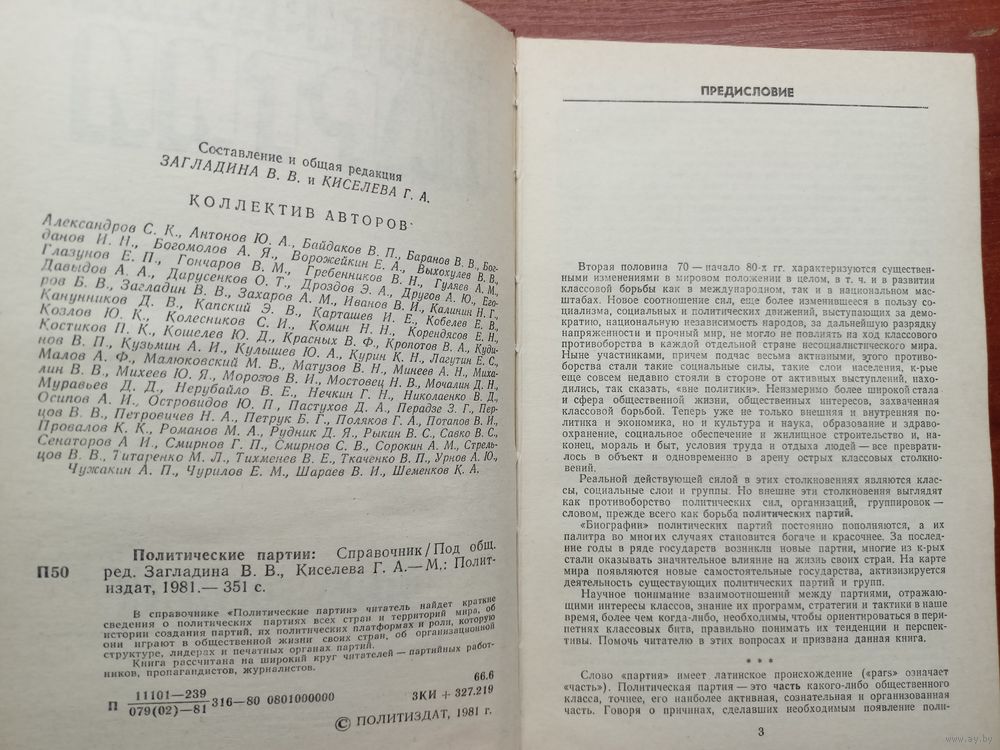 Составление и общая редакция
ЗАГЛАДИНА В. В. и КИСЕЛЕВА Г. А.
КОЛЛЕКТИВ АВТОРОВ
Александров С. К., Антонов Ю. А., Байдаков В. П., Баранов В. В., Бог-
данов И. Н., Богомолов А. Я., Ворожейкин Е. А., Выхохулев В. В.,
Глазунов Е. П., Гончаров В. М., Гребенников В. Н., Гуляев А. М.,
Давыдов А. А., Дарусенков О. Т., Дроздов Э. А., Другов А. Ю., Его-
ров Б. В., Загладин В. В., Захаров А. М., Иванов В. И., Калинин Н. Г.,
Канунников Д. В., Капский Э. В., Карташев И. Е., Кобелев Е. В.,
Козлов Ю. К., Колесников С. И., Комин Н. Н., Корендясов Е. Н.,
Костиков П. К., Кошелев Ю. Д., Красных В. Ф., Кропотов В. А., Куди-
нов В. П., Кузьмин А. Н., Кулышев Ю. А., Курин К. Н., Лагутин Е. С.,
Малов А. Ф., Малюковский М. В., Матузов В. Н., Минеев А. Н., Миха-
лин В. В., Михеев Ю. Я., Морозов В. И., Мостовец Н. В., Мочалин Д. Н.,
Муравьев Д. Д., Нерубайло В. Е., Нечкин Г. Н., Николаенко В. Д.,
Осипов А. И., Островидов Ю. П., Пастухов Д. А., Перадзе З. Г., Пер-
цов В. В., Петровичев Н. А., Петрук Б. Г., Поляков Г. А., Потапов В. И.,
Провалов К. К., Романов М. А., Рудник Д. Я., Рыкин В. С., Савко В. С.,
Сенаторов А. И., Смирнов Г. П., Смирнов С. В., Сорокин А. М., Стрель-
цов В. В., Титаренко М. Л., Тихменев В. Е., Ткаченко В. П., Урнов А. Ю.,
Чужакин А. П., Чурилов Е. М., Шараев В. И., Шеменков К. А.
Политические партии: Справочник/Под общ.
П50 ред. Загладина В. В., Киселева Г. А.— М.: Полит-
издат, 1981.— 351 с.
В справочнике «Политические партии» читатель найдет краткие
сведения о политических партиях всех стран и территорий мира, об
истории создания партий, их политических платформах и роли, которую
они играют в общественной жизни своих стран, об организационной
структуре, лидерах и печатных органах партий.
Книга рассчитана на широкий круг читателей — партийных работ-
ников, пропагандистов, журналистов.
66.6
П 11101—239
079(02)—81 316—80 0801000000 ЗКИ + 327.219
© ПОЛИТИЗДАТ, 1981 г.
ПРЕДИСЛОВИЕ
Вторая половина 70 — начало 80-х гг. характеризуются существен-
ными изменениями в мировом положении в целом, в т. ч. и в развитии
классовой борьбы как в международном, так и в национальном мас-
штабах. Новое соотношение сил, еще более изменившееся в пользу со-
циализма, социальных и политических движений, выступающих за де-
мократию, национальную независимость народов, за дальнейшую разрядку
напряженности и прочный мир, не могло не повлиять на ход классового
противоборства в каждой отдельной стране несоциалистического мира.
Ныне участниками, причем подчас весьма активными, этого противо-
борства стали такие социальные силы, такие слои населения, к-рые
еще совсем недавно стояли в стороне от активных выступлений, нахо-
дились, так сказать, «вне политики». Неизмеримо более широкой стала
и сфера общественной жизни, общественных интересов, захваченная
классовой борьбой. Теперь уже не только внешняя и внутренняя по-
литика и экономика, но и культура и наука, образование и здраво-
охранение, социальное обеспечение и жилищное строительство и, на-
конец, мораль и быт, условия труда и отдыха людей — все преврати-
лось в объект и одновременно в арену острых классовых столкно-
вений.
Реальной действующей силой в этих столкновениях являются клас-
сы, социальные слои и группы. Но внешне эти столкновения выглядят
как противоборство политических сил, организаций, группировок —
словом, прежде всего как борьба политических партий.
«Биографии» политических партий постоянно пополняются, а их
палитра во многих случаях становится богаче и красочнее. За послед-
ние годы в ряде государств возникли новые партии, многие из к-рых
стали оказывать значительное влияние на жизнь своих стран. На карте
мира появляются новые самостоятельные государства, активизируется
деятельность существующих политических партий и групп.
Научное понимание взаимоотношений между партиями, отражаю-
щими интересы классов, знание их программ, стратегии и тактики в наше
время, более чем когда-либо, необходимы, чтобы ориентироваться в пери-
петиях классовых битв, правильно понимать их тенденции и перспек-
тивы. Помочь читателю в этих вопросах и призвана данная книга.
* * *
Слово «партия» имеет латинское происхождение («pars» означает
«часть»). Политическая партия — это часть какого-либо общественного
класса, точнее, его наиболее активная, сознательная и организованная
часть. Говоря о причинах, сделавших необходимым появление поли-
3
www.ay.by